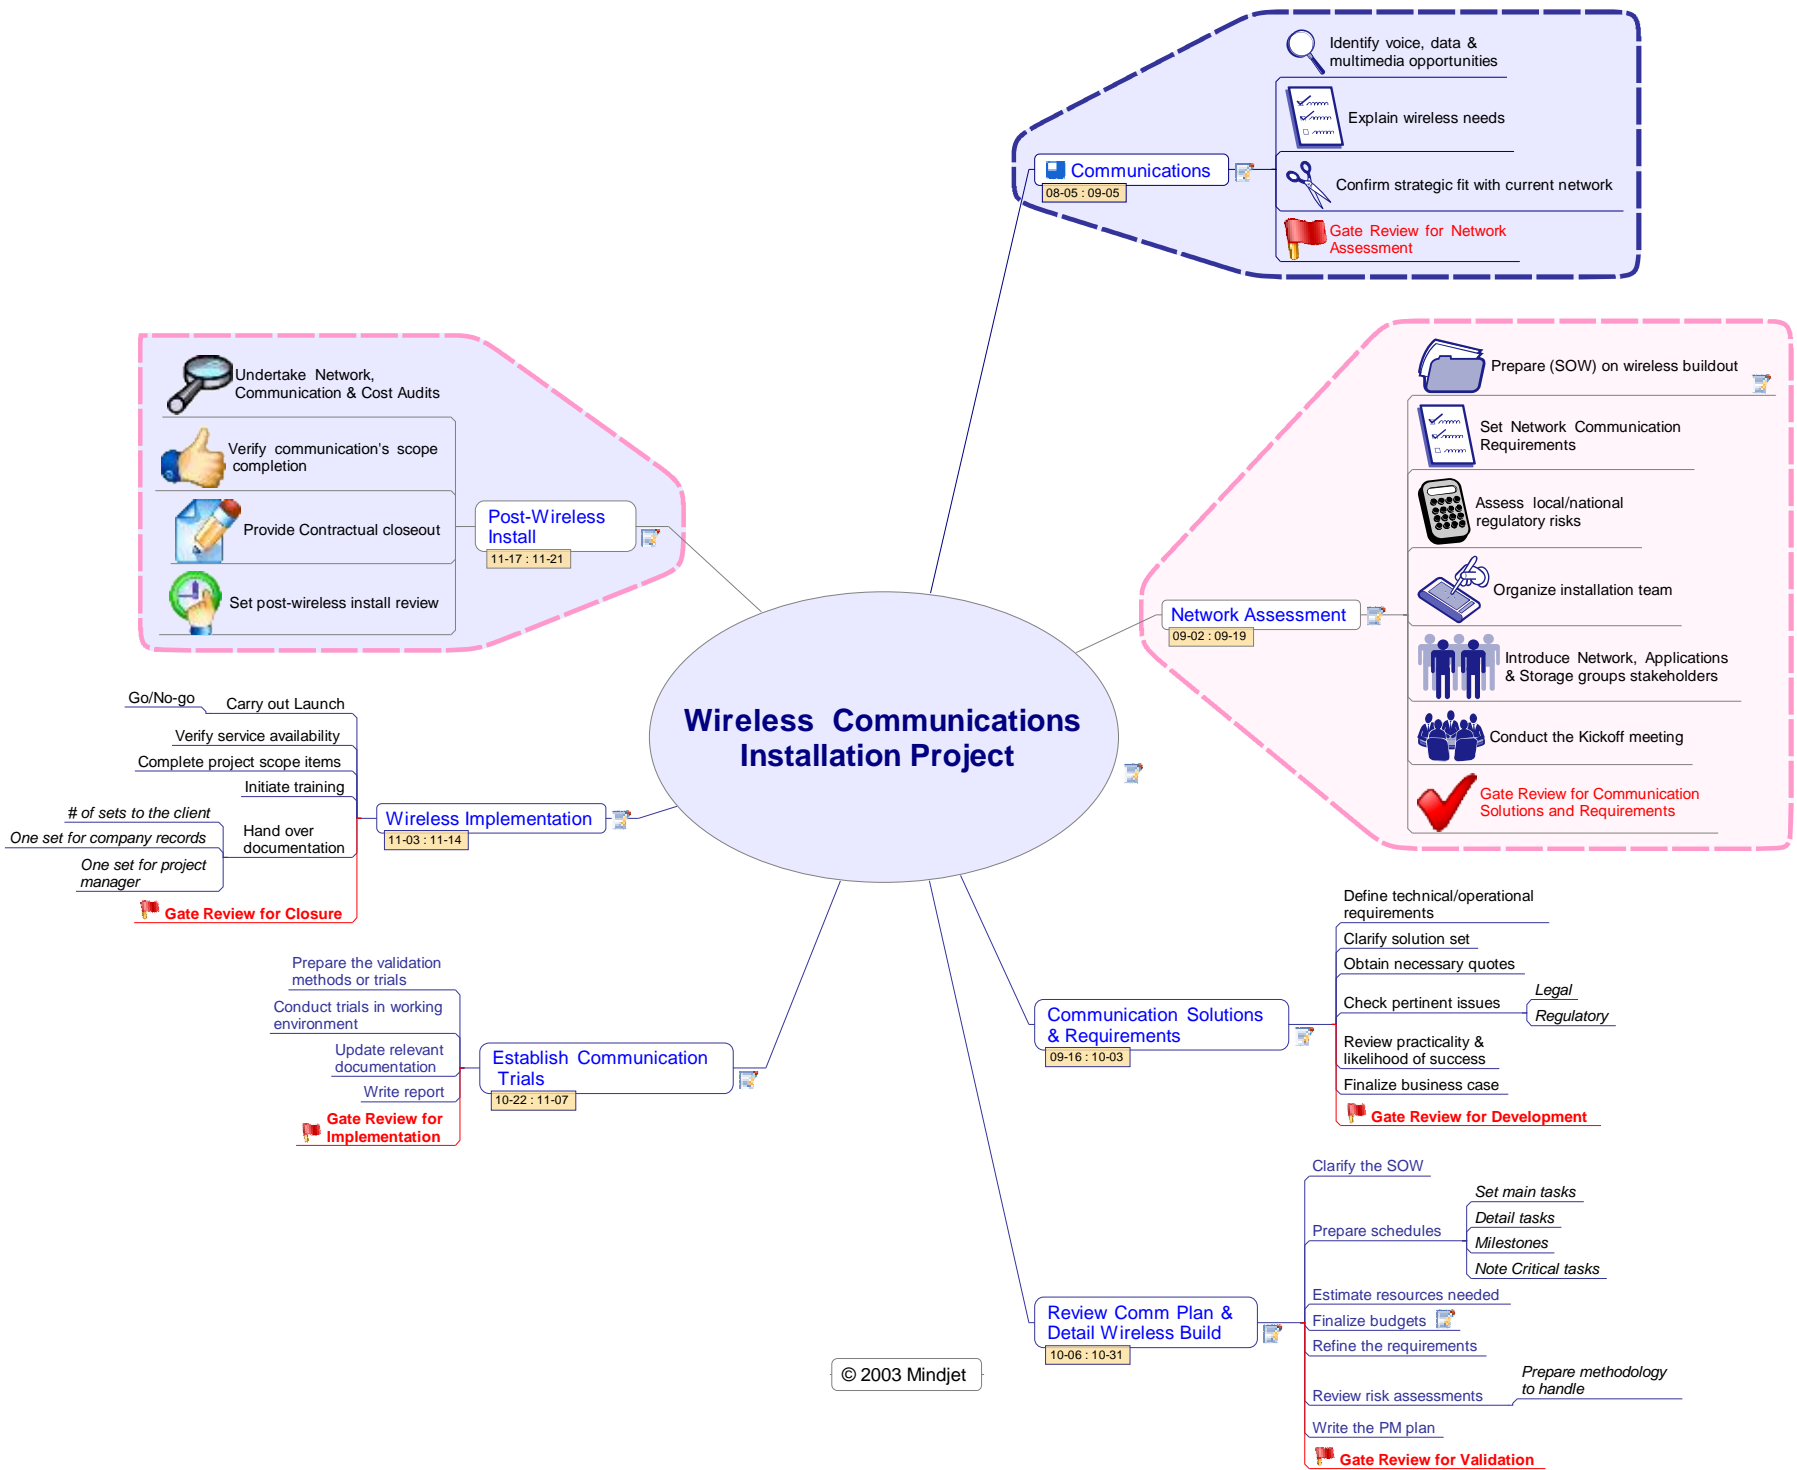 Wireless Communications
Installation Project
Communications
08-05 : 09-05
Identify voice, data &
multimedia opportunities
Explain wireless needs
Confirm strategic fit with current network
Gate Review for Network
Assessment
Network Assessment
09-02 : 09-19
Prepare (SOW) on wireless buildout
Set Network Communication
Requirements
Assess local/national
regulatory risks
Organize installation team
Introduce Network, Applications
& Storage groups stakeholders
Conduct the Kickoff meeting
Gate Review for Communication
Solutions and Requirements
Communication Solutions
& Requirements
09-16 : 10-03
Define technical/operational
requirements
Clarify solution set
Obtain necessary quotes
Check pertinent issues
Legal
Regulatory
Review practicality &
likelihood of success
Finalize business case
Gate Review for Development
Review Comm Plan &
Detail Wireless Build
10-06 : 10-31
Clarify the SOW
Prepare schedules
Set main tasks
Detail tasks
Milestones
Note Critical tasks
Estimate resources needed
Finalize budgets
Refine the requirements
Review risk assessments
Prepare methodology
to handle
Write the PM plan
Gate Review for Validation
Establish Communication
Trials
10-22 : 11-07
Prepare the validation
methods or trials
Conduct trials in working
environment
Update relevant
documentation
Write report
Gate Review for
Implementation
Wireless Implementation
11-03 : 11-14
Carry out Launch
Go/No-go
Verify service availability
Complete project scope items
Initiate training
Hand over
documentation
# of sets to the client
One set for company records
One set for project
manager
Gate Review for Closure
Post-Wireless
Install
11-17 : 11-21
Undertake Network,
Communication & Cost Audits
Verify communication's scope
completion
Provide Contractual closeout
Set post-wireless install review
© 2003 Mindjet